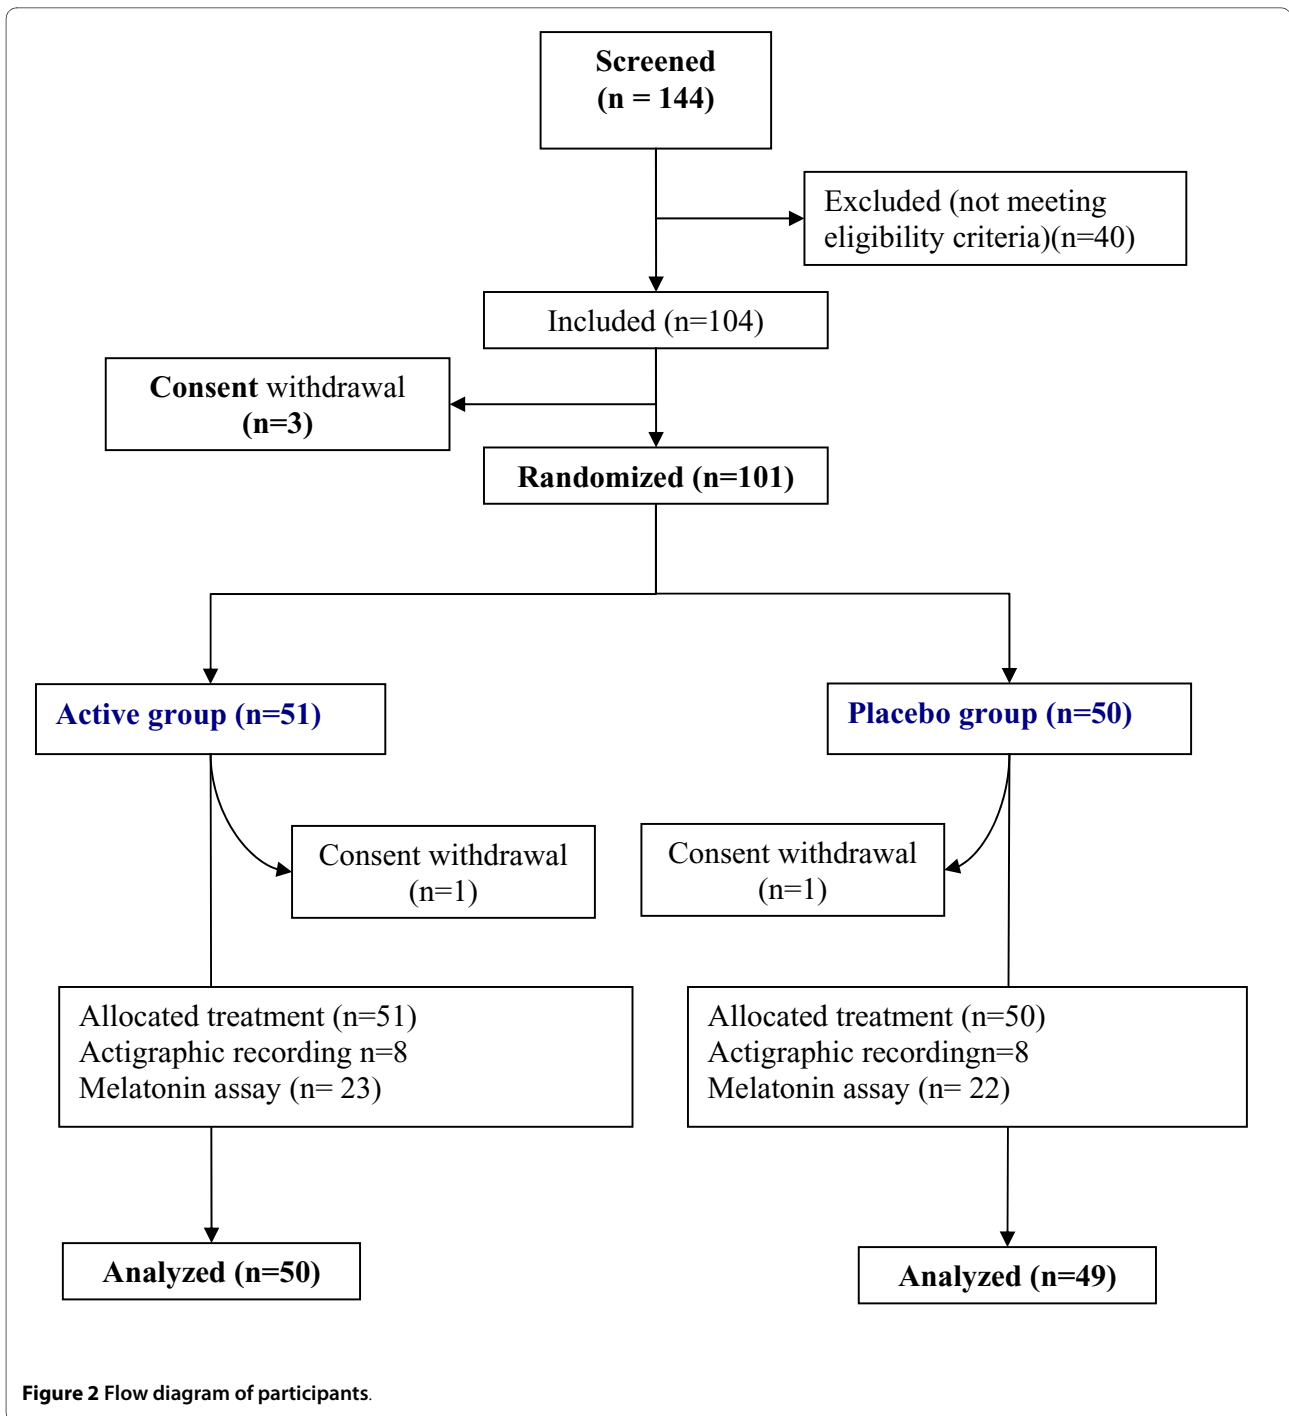 Screened
(n = 144)
Excluded (not meeting
eligibility criteria)(n=40)
Included (n=104)
Consent withdrawal
(n=3)
Randomized (n=101)
Active group (n=51)
Placebo group (n=50)
Consent withdrawal
(n=1)
Consent withdrawal
(n=1)
Allocated treatment (n=51)
Actigraphic recording n=8
Melatonin assay (n= 23)
Allocated treatment (n=50)
Actigraphic recordingn=8
Melatonin assay (n= 22)
Analyzed (n=50)
Analyzed (n=49)
Figure 2 Flow diagram of participants.